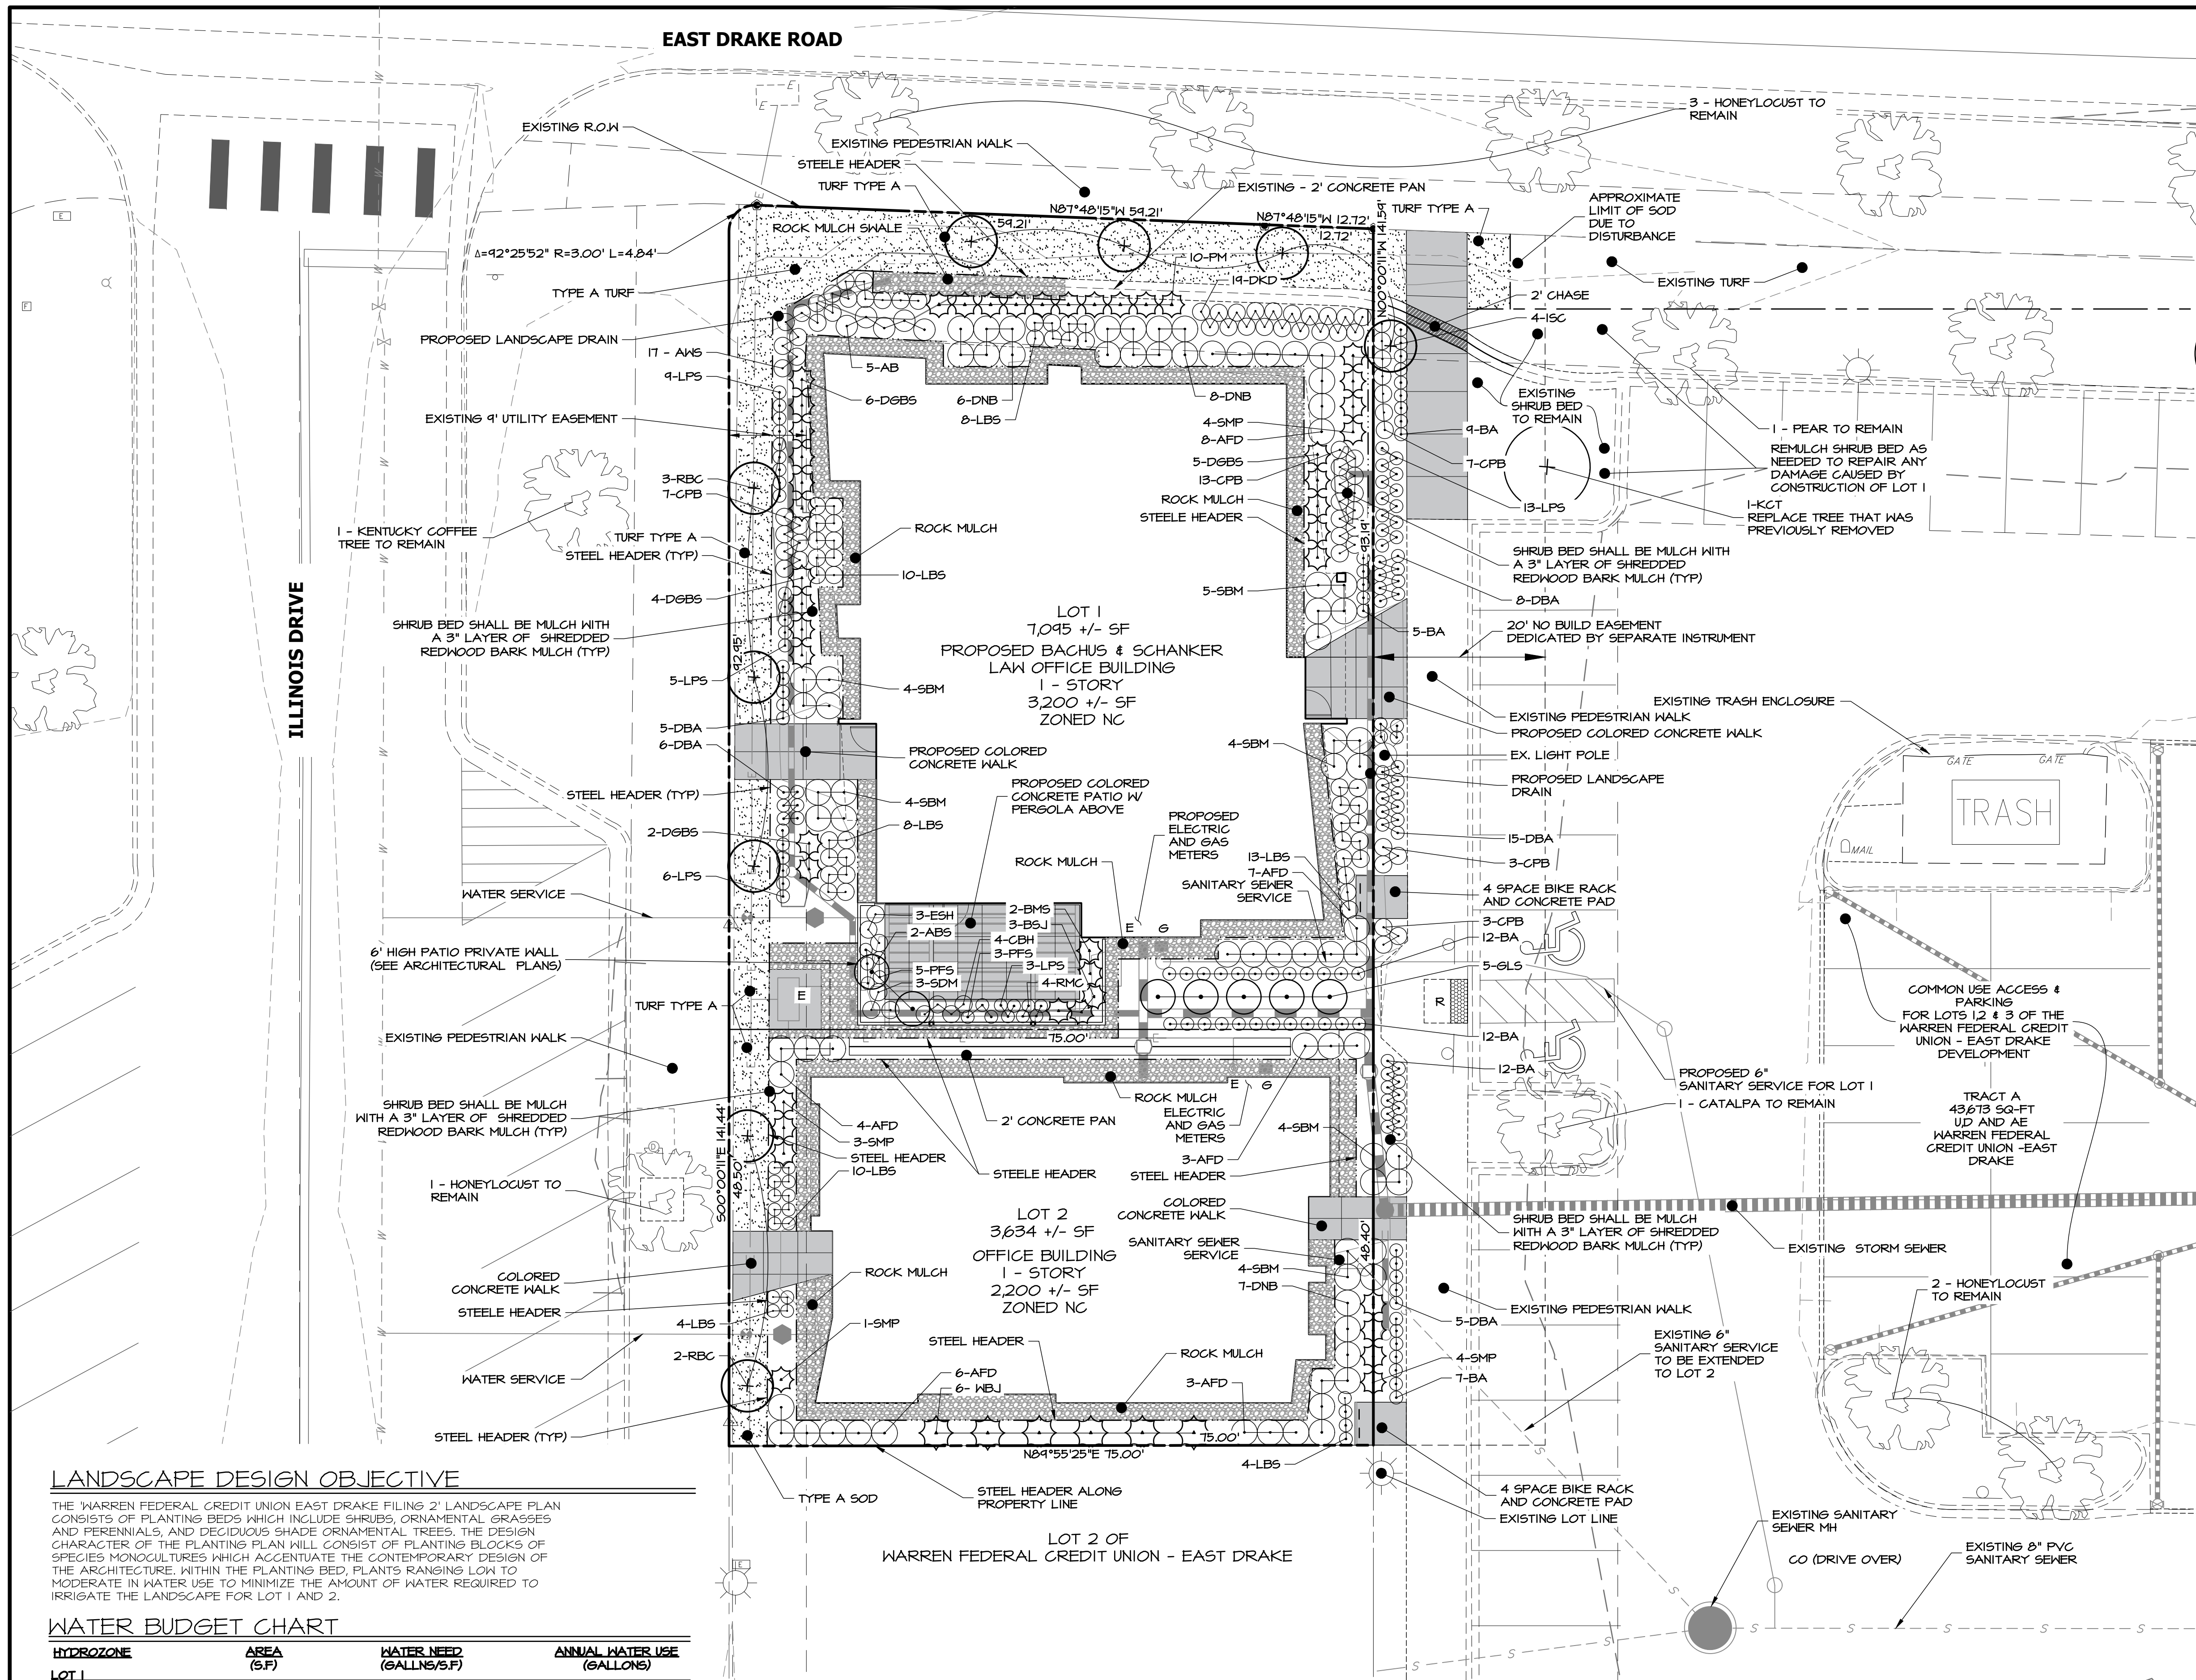 EAST DRAKE ROAD
EXISTING R.O.W
EXISTING PEDESTRIAN WALK
STEELE HEADER
TURF TYPE A
3 - HONEYLOCUST TO
REMAIN
EXISTING - 2' CONCRETE PAN
N87°48'15"W 59.21'
59.21'
N87°48'15"W 12.72'
12.72'
TURF TYPE A
N00°00'11"W 141.59'
APPROXIMATE
LIMIT OF SOD
DUE TO
DISTURBANCE
ROCK MULCH SWALE
Δ=92°25'52" R=3.00' L=4.84'
10-PM
19-DKD
EXISTING TURF
TYPE A TURF
2' CHASE
4-ISC
PROPOSED LANDSCAPE DRAIN
17 - AWS
9-LPS
5-AB
6-DGBS
6-DNB
8-LBS
8-DNB
EXISTING
SHRUB BED
TO REMAIN
EXISTING 9' UTILITY EASEMENT
4-SMP
8-AFD
9-BA
1 - PEAR TO REMAIN
5-DGBS
13-CPB
7-CPB
REMULCH SHRUB BED AS
NEEDED TO REPAIR ANY
DAMAGE CAUSED BY
CONSTRUCTION OF LOT 1
3-RBC
7-CPB
ROCK MULCH
STEELE HEADER
13-LPS
1-KCT
REPLACE TREE THAT WAS
PREVIOUSLY REMOVED
1 - KENTUCKY COFFEE
TREE TO REMAIN
TURF TYPE A
STEEL HEADER (TYP)
ROCK MULCH
93.19'
SHRUB BED SHALL BE MULCH WITH
A 3" LAYER OF SHREDDED
REDWOOD BARK MULCH (TYP)
10-LBS
5-SBM
4-DGBS
8-DBA
ILLINOIS DRIVE
SHRUB BED SHALL BE MULCH WITH
A 3" LAYER OF SHREDDED
REDWOOD BARK MULCH (TYP)
92.95'
LOT 1
7,095 +/- SF
PROPOSED BACHUS & SCHANKER
LAW OFFICE BUILDING
1 - STORY
3,200 +/- SF
ZONED NC
5-BA
20' NO BUILD EASEMENT
DEDICATED BY SEPARATE INSTRUMENT
5-LPS
4-SBM
EXISTING TRASH ENCLOSURE
5-DBA
6-DBA
EXISTING PEDESTRIAN WALK
PROPOSED COLORED CONCRETE WALK
PROPOSED COLORED
CONCRETE WALK
4-SBM
EX. LIGHT POLE
GATE
GATE
PROPOSED LANDSCAPE
DRAIN
STEEL HEADER (TYP)
4-SBM
PROPOSED COLORED
CONCRETE PATIO W/
PERGOLA ABOVE
TRASH
2-DGBS
8-LBS
PROPOSED
ELECTRIC
AND GAS
METERS
15-DBA
MAIL
ROCK MULCH
3-CPB
13-LBS
7-AFD
SANITARY SEWER
SERVICE
6-LPS
WATER SERVICE
4 SPACE BIKE RACK
AND CONCRETE PAD
3-ESH
2-ABS
2-BMS
3-BSJ
4-CBH
3-PFS
3-LPS
5-PFS
3-SDM
4-RMC
E
G
3-CPB
12-BA
6' HIGH PATIO PRIVATE WALL
(SEE ARCHITECTURAL PLANS)
5-GLS
E
R
TURF TYPE A
COMMON USE ACCESS &
PARKING
FOR LOTS 1,2 & 3 OF THE
WARREN FEDERAL CREDIT
UNION - EAST DRAKE
DEVELOPMENT
EXISTING PEDESTRIAN WALK
75.00'
12-BA
12-BA
PROPOSED 6"
SANITARY SERVICE FOR LOT 1
1 - CATALPA TO REMAIN
E
G
ROCK MULCH
ELECTRIC
AND GAS
METERS
2' CONCRETE PAN
SHRUB BED SHALL BE MULCH
WITH A 3" LAYER OF SHREDDED
REDWOOD BARK MULCH (TYP)
S00°00'11"E 141.44'
48.50'
4-AFD
3-SMP
STEEL HEADER
10-LBS
STEELE HEADER
4-SBM
3-AFD
STEEL HEADER
TRACT A
43,673 SQ-FT
U,D AND AE
WARREN FEDERAL
CREDIT UNION -EAST
DRAKE
1 - HONEYLOCUST TO
REMAIN
COLORED
CONCRETE WALK
LOT 2
3,634 +/- SF
OFFICE BUILDING
1 - STORY
2,200 +/- SF
ZONED NC
48.40'
SHRUB BED SHALL BE MULCH
WITH A 3" LAYER OF SHREDDED
REDWOOD BARK MULCH (TYP)
EXISTING STORM SEWER
SANITARY SEWER
SERVICE
4-SBM
7-DNB
COLORED
CONCRETE WALK
ROCK MULCH
2 - HONEYLOCUST
TO REMAIN
STEELE HEADER
4-LBS
1-SMP
EXISTING PEDESTRIAN WALK
5-DBA
EXISTING 6"
SANITARY SERVICE
TO BE EXTENDED
TO LOT 2
STEEL HEADER
ROCK MULCH
2-RBC
4-SMP
7-BA
WATER SERVICE
6-AFD
6- WBJ
3-AFD
STEEL HEADER (TYP)
75.00'
N89°55'25"E 75.00'
4-LBS
TYPE A SOD
STEEL HEADER ALONG
PROPERTY LINE
4 SPACE BIKE RACK
AND CONCRETE PAD
EXISTING LOT LINE
EXISTING SANITARY
SEWER MH
CO (DRIVE OVER)
EXISTING 8" PVC
SANITARY SEWER
LOT 2 OF
WARREN FEDERAL CREDIT UNION - EAST DRAKE
LANDSCAPE DESIGN OBJECTIVE
THE 'WARREN FEDERAL CREDIT UNION EAST DRAKE FILING 2' LANDSCAPE PLAN
CONSISTS OF PLANTING BEDS WHICH INCLUDE SHRUBS, ORNAMENTAL GRASSES
AND PERENNIALS, AND DECIDUOUS SHADE ORNAMENTAL TREES. THE DESIGN
CHARACTER OF THE PLANTING PLAN WILL CONSIST OF PLANTING BLOCKS OF
SPECIES MONOCULTURES WHICH ACCENTUATE THE CONTEMPORARY DESIGN OF
THE ARCHITECTURE. WITHIN THE PLANTING BED, PLANTS RANGING LOW TO
MODERATE IN WATER USE TO MINIMIZE THE AMOUNT OF WATER REQUIRED TO
IRRIGATE THE LANDSCAPE FOR LOT 1 AND 2.
WATER BUDGET CHART
HYDROZONE AREA WATER NEED ANNUAL WATER USE
(S.F) (GALLNS/S.F) (GALLONS)
LOT 1